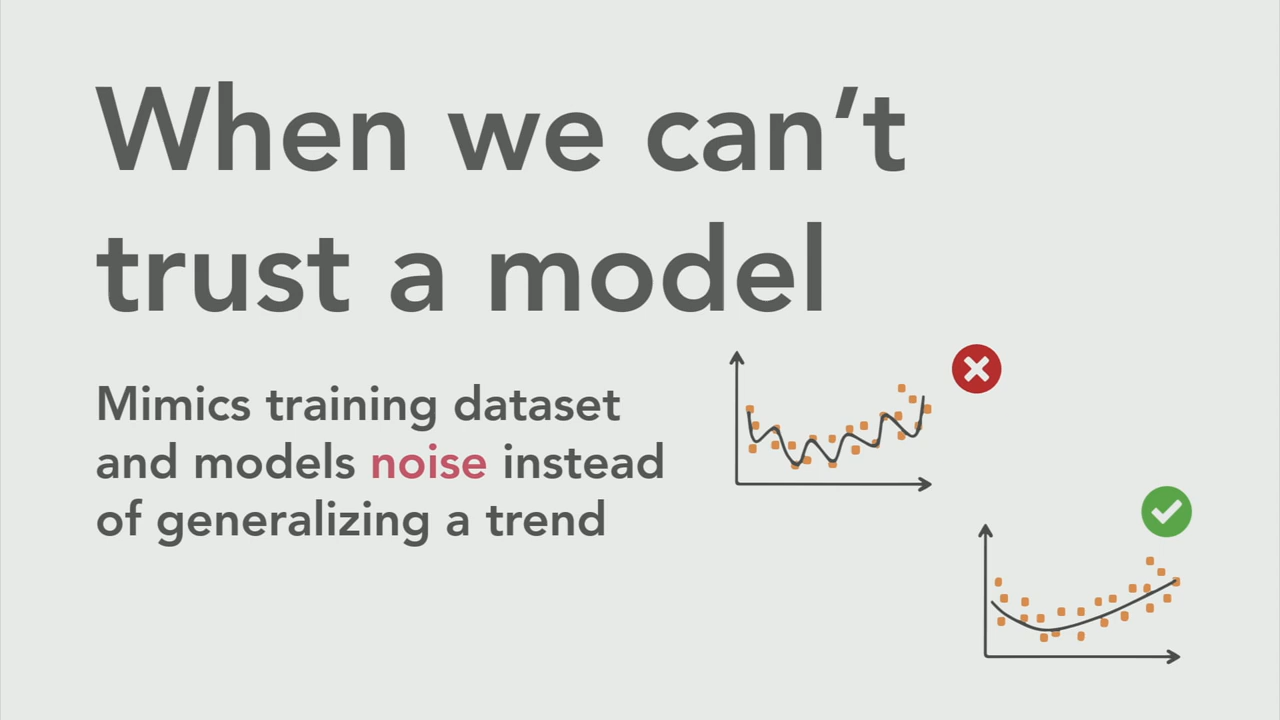 When we can’t
trust a model
Mimics training dataset
and models noise instead
of generalizing a trend